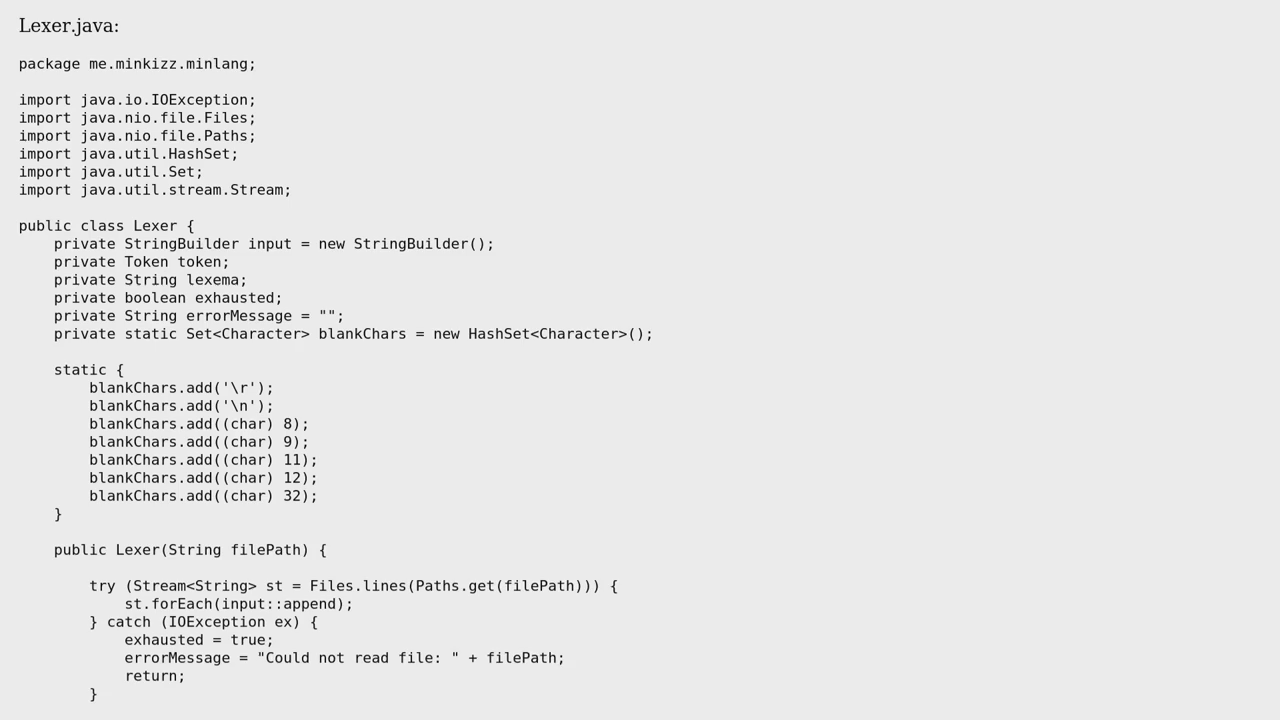 Lexer.java:
package me.minkizz.minlang;
import java.io.IOException;
import java.nio.file.Files;
import java.nio.file.Paths;
import java.util.HashSet;
import java.util.Set;
import java.util.stream.Stream;
public class Lexer {
    private StringBuilder input = new StringBuilder();
    private Token token;
    private String lexema;
    private boolean exhausted;
    private String errorMessage = "";
    private static Set<Character> blankChars = new HashSet<Character>();
    static {
        blankChars.add('\r');
        blankChars.add('\n');
        blankChars.add((char) 8);
        blankChars.add((char) 9);
        blankChars.add((char) 11);
        blankChars.add((char) 12);
        blankChars.add((char) 32);
    }
    public Lexer(String filePath) {
        try (Stream<String> st = Files.lines(Paths.get(filePath))) {
            st.forEach(input::append);
        } catch (IOException ex) {
            exhausted = true;
            errorMessage = "Could not read file: " + filePath;
            return;
        }